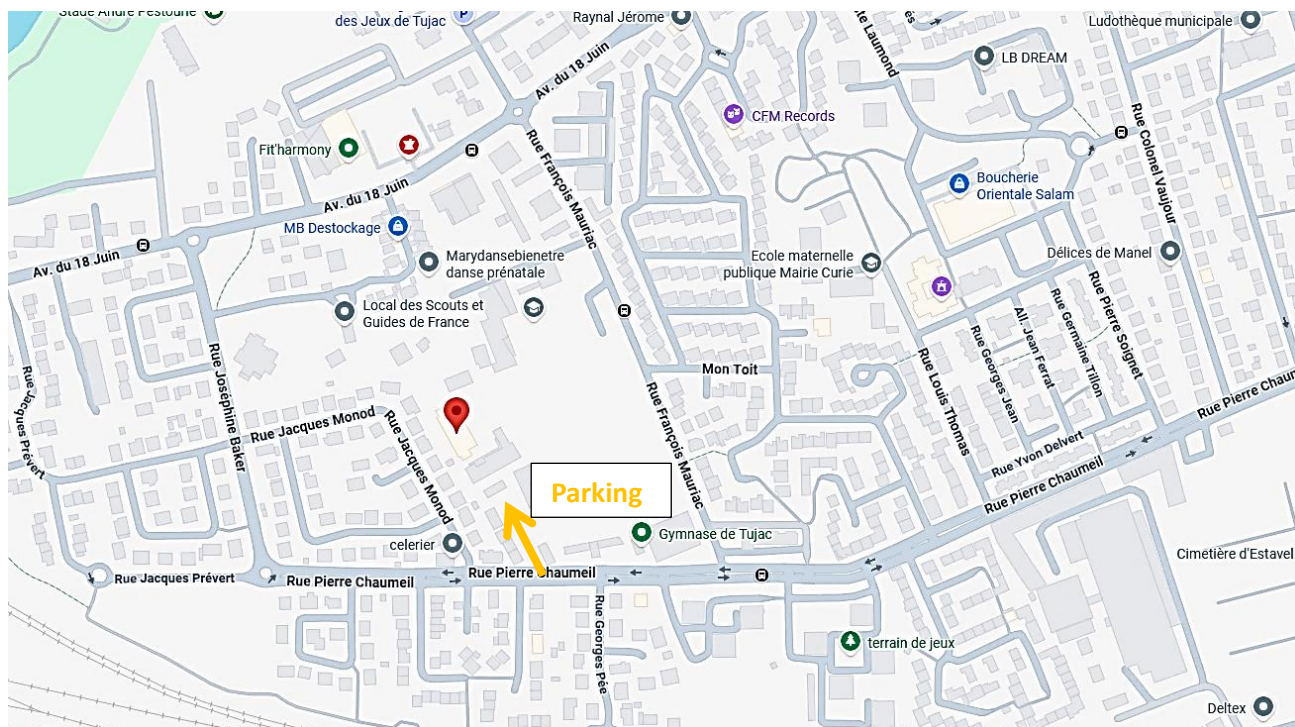 Stade André Pestourie
des Jeux de Tujac
Raynal Jérôme
Ludothèque municipale
LB DREAM
Av. du 18 Juin
CFM Records
Rue Colonel Vaujour
Fit'harmony
Rue François Mauriac
Av. du 18 Juin
Boucherie
Orientale Salam
MB Destockage
Av. du 18 Juin
Marydansebienetre
danse prénatale
Ecole maternelle
publique Mairie Curie
Délices de Manel
Local des Scouts et
Guides de France
Rue Pierre Soignet
Rue Germaine Tillon
All. Jean Ferrat
Rue Georges Jean
Rue Louis Thomas
Mon Toit
Rue Jacques Prévert
Rue Joséphine Baker
Rue Jacques Monod
Rue Jacques Monod
Rue François Mauriac
Rue Pierre Chaum
Rue Yvon Delvert
Rue Pierre Chaumeil
Parking
Gymnase de Tujac
celerier
Cimetière d'Estavel
Rue Jacques Prévert
Rue Pierre Chaumeil
Rue Pierre Chaumeil
Rue Georges Pée
terrain de jeux
Deltex